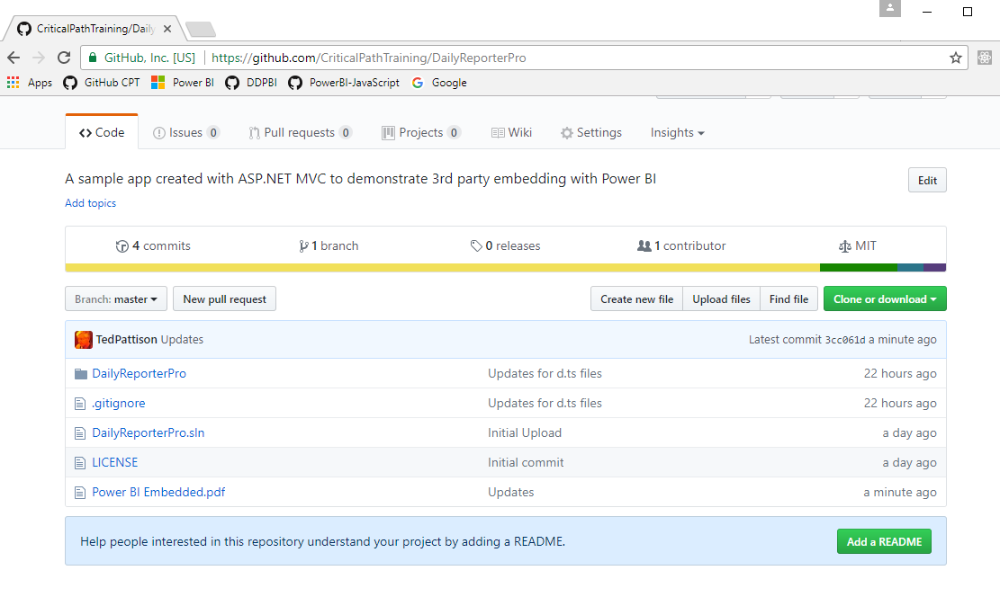 CriticalPathTraining/Daily
GitHub, Inc. [US] https://github.com/CriticalPathTraining/DailyReporterPro
Apps GitHub CPT Power BI DDPBI PowerBI-JavaScript Google
Code Issues 0 Pull requests 0 Projects 0 Wiki Settings Insights
A sample app created with ASP.NET MVC to demonstrate 3rd party embedding with Power BI Edit
Add topics
4 commits 1 branch 0 releases 1 contributor MIT
Branch: master New pull request Create new file Upload files Find file Clone or download
TedPattison Updates Latest commit 3cc061d a minute ago
DailyReporterPro Updates for d.ts files 22 hours ago
.gitignore Updates for d.ts files 22 hours ago
DailyReporterPro.sln Initial Upload a day ago
LICENSE Initial commit a day ago
Power BI Embedded.pdf Updates a minute ago
Help people interested in this repository understand your project by adding a README. Add a README